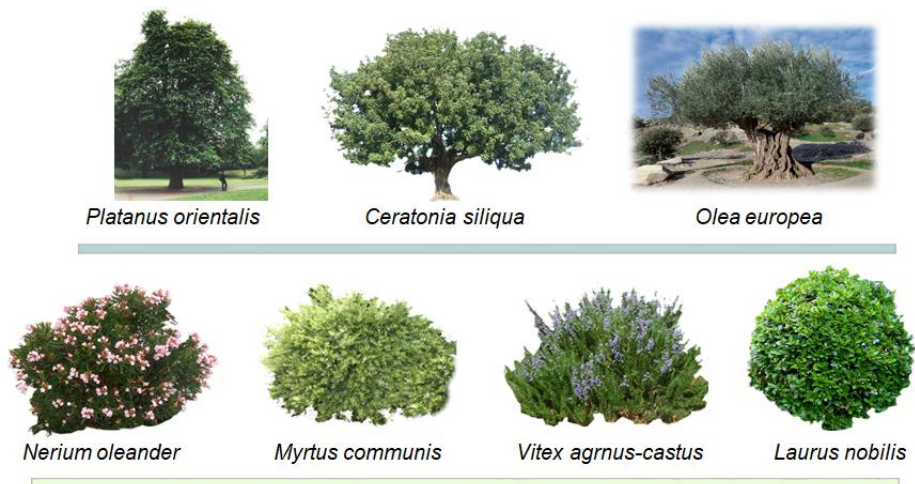 Platanus orientalis
Ceratonia siliqua
Olea europea
Nerium oleander
Myrtus communis
Vitex agrnus-castus
Laurus nobilis